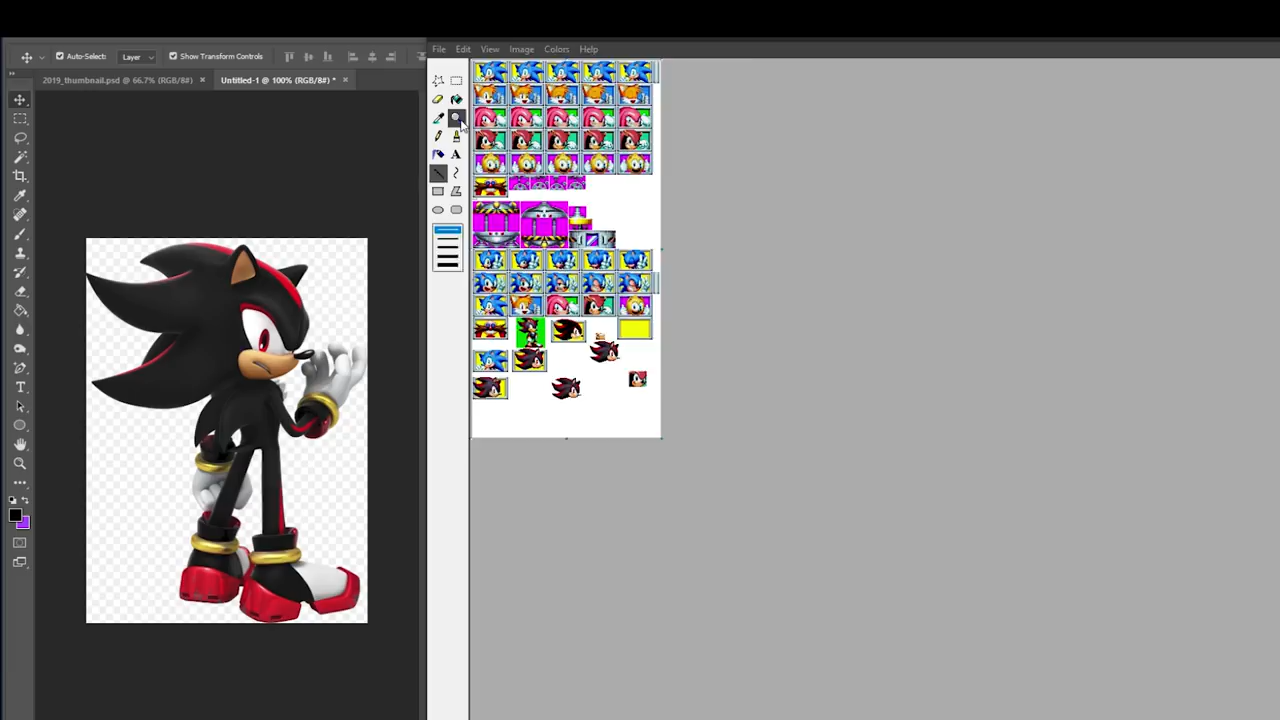 Auto-Select: Layer Show Transform Controls
2019_thumbnail.psd @ 66.7% (RGB/8#) × Untitled-1 @ 100% (RGB/8#) * ×
File Edit View Image Colors Help